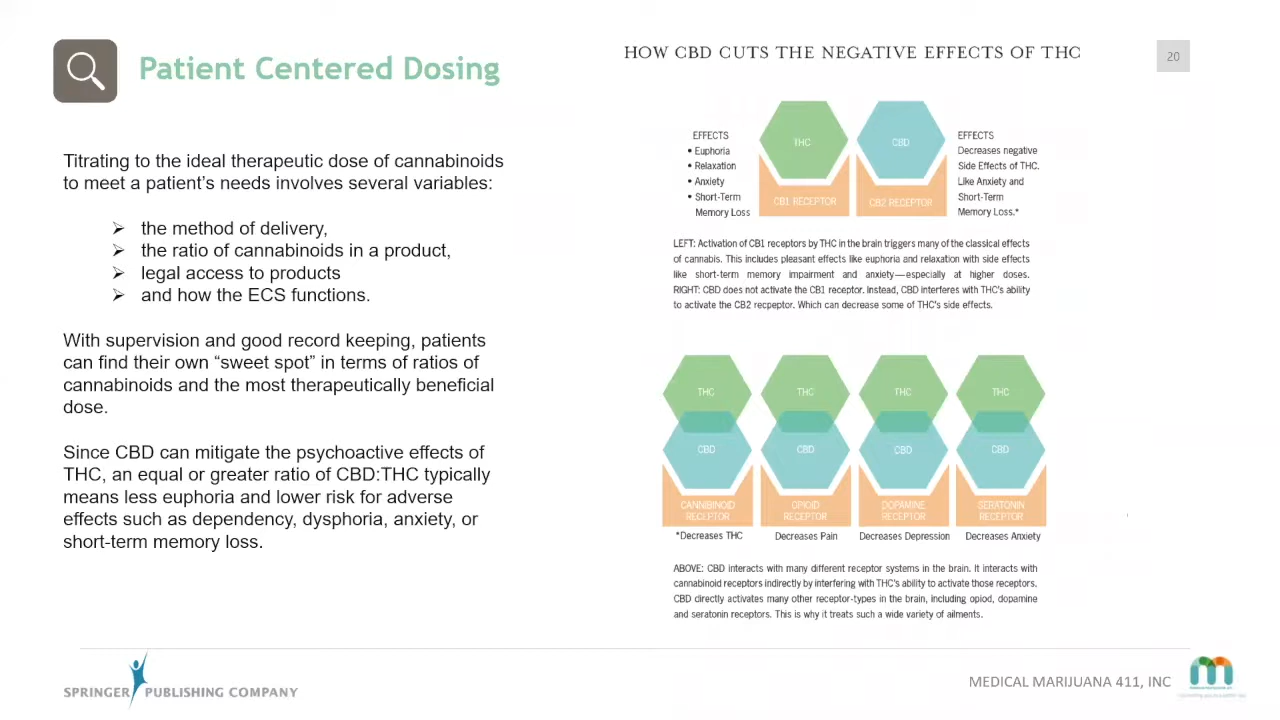 Patient Centered Dosing
Titrating to the ideal therapeutic dose of cannabinoids
to meet a patient's needs involves several variables:
➢ the method of delivery,
➢ the ratio of cannabinoids in a product,
➢ legal access to products
➢ and how the ECS functions.
With supervision and good record keeping, patients
can find their own “sweet spot” in terms of ratios of
cannabinoids and the most therapeutically beneficial
dose.
Since CBD can mitigate the psychoactive effects of
THC, an equal or greater ratio of CBD:THC typically
means less euphoria and lower risk for adverse
effects such as dependency, dysphoria, anxiety, or
short-term memory loss.
HOW CBD CUTS THE NEGATIVE EFFECTS OF THC
20
EFFECTS
• Euphoria
• Relaxation
• Anxiety
• Short-Term
Memory Loss
THC
CB1 RECEPTOR
CBD
CB2 RECEPTOR
EFFECTS
Decreases negative
Side Effects of THC.
Like Anxiety and
Short-Term
Memory Loss.*
LEFT: Activation of CB1 receptors by THC in the brain triggers many of the classical effects
of cannabis. This includes pleasant effects like euphoria and relaxation with side effects
like short-term memory impairment and anxiety—especially at higher doses.
RIGHT: CBD does not activate the CB1 receptor. Instead, CBD interferes with THC's ability
to activate the CB2 recpeptor. Which can decrease some of THC's side effects.
THC THC THC THC
CBD CBD CBD CBD
CANNIBINOID RECEPTOR
OPIOID RECEPTOR
DOPAMINE RECEPTOR
SERATONIN RECEPTOR
*Decreases THC Decreases Pain Decreases Depression Decreases Anxiety
ABOVE: CBD interacts with many different receptor systems in the brain. It interacts with
cannabinoid receptors indirectly by interfering with THC's ability to activate those receptors.
CBD directly activates many other receptor-types in the brain, including opiod, dopamine
and seratonin receptors. This is why it treats such a wide variety of ailments.
SPRINGER PUBLISHING COMPANY
MEDICAL MARIJUANA 411, INC